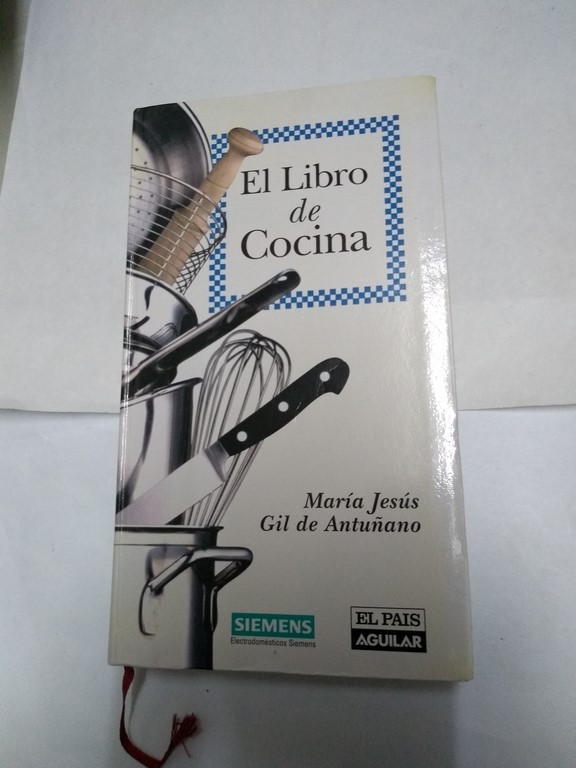 El Libro
de
Cocina
María Jesús
Gil de Antuñano
SIEMENS
Electrodomésticos Siemens
EL PAIS
AGUILAR